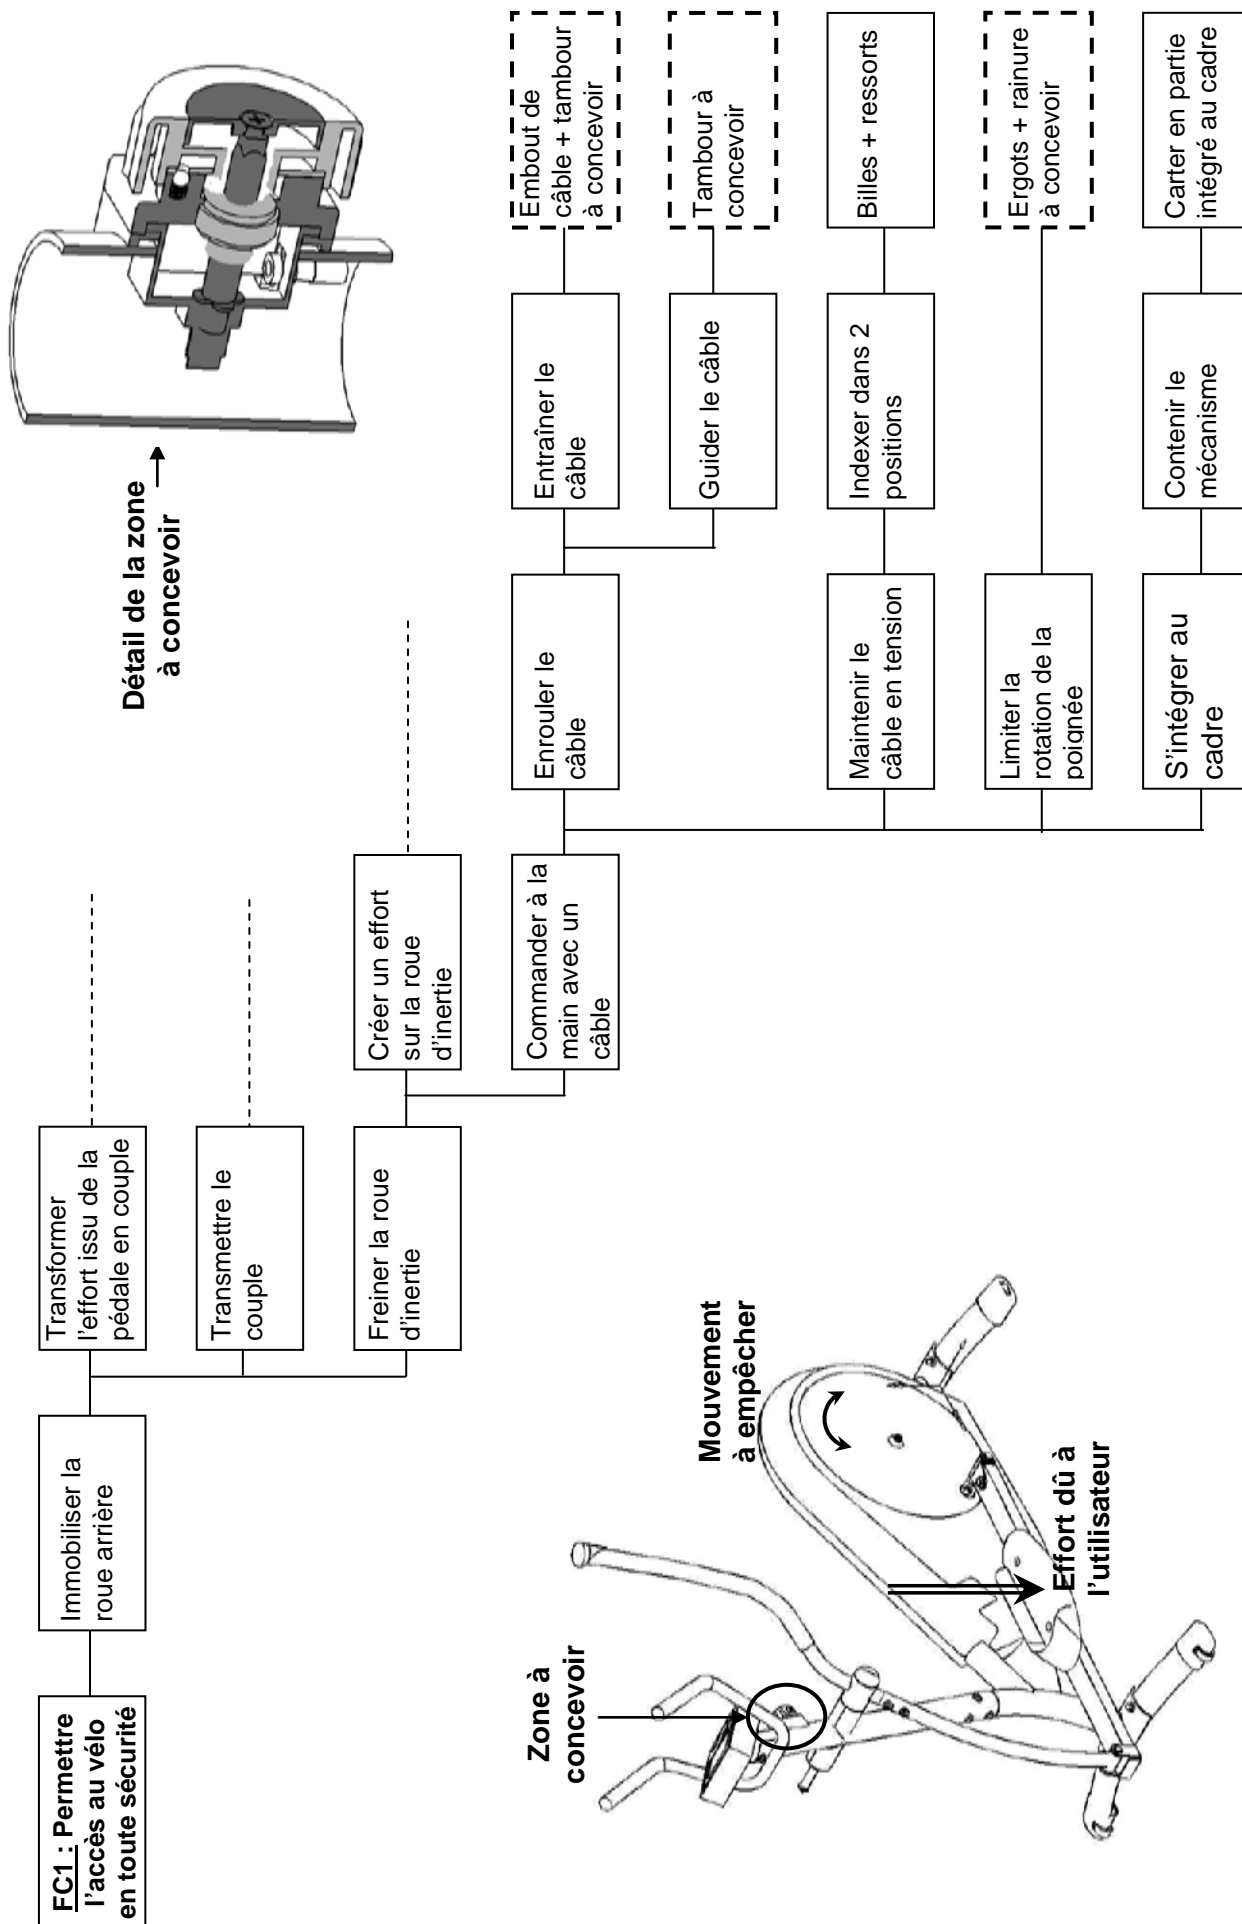 FC1 : Permettre
l'accès au vélo
en toute sécurité
Immobiliser la
roue arrière
Transformer
l'effort issu de la
pédale en couple
Transmettre le
couple
Freiner la roue
d'inertie
Créer un effort
sur la roue
d'inertie
Commander à la
main avec un
câble
Enrouler le
câble
Entraîner le
câble
Embout de
câble + tambour
à concevoir
Guider le câble
Tambour à
concevoir
Maintenir le
câble en tension
Indexer dans 2
positions
Billes + ressorts
Limiter la
rotation de la
poignée
Ergots + rainure
à concevoir
S'intégrer au
cadre
Contenir le
mécanisme
Carter en partie
intégré au cadre
Détail de la zone
à concevoir
Zone à
concevoir
Mouvement
à empêcher
Effort dû à
l'utilisateur